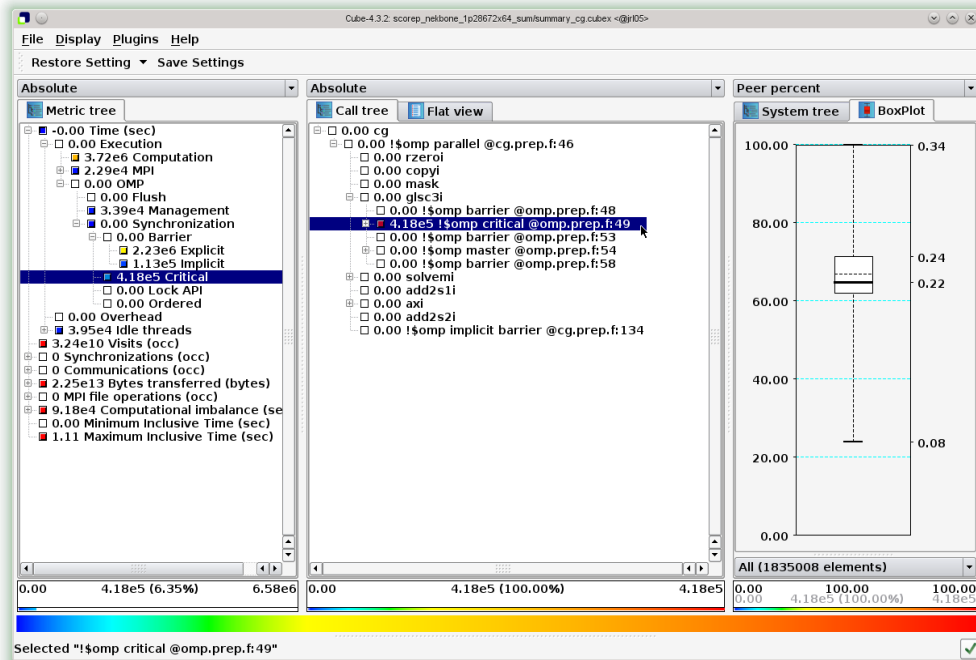 Cube-4.3.2: scorep_nekbone_1p28672x64_sum/summary_cg.cubex <@jrl05>
File Display Plugins Help
Restore Setting Save Settings
Absolute
Metric tree
-0.00 Time (sec)
0.00 Execution
3.72e6 Computation
2.29e4 MPI
0.00 OMP
0.00 Flush
3.39e4 Management
0.00 Synchronization
0.00 Barrier
2.23e6 Explicit
1.13e5 Implicit
4.18e5 Critical
0.00 Lock API
0.00 Ordered
0.00 Overhead
3.95e4 Idle threads
3.24e10 Visits (occ)
0 Synchronizations (occ)
0 Communications (occ)
2.25e13 Bytes transferred (bytes)
0 MPI file operations (occ)
9.18e4 Computational imbalance (se
0.00 Minimum Inclusive Time (sec)
1.11 Maximum Inclusive Time (sec)
0.00 4.18e5 (6.35%) 6.58e6
Absolute
Call tree Flat view
0.00 cg
0.00 !$omp parallel @cg.prep.f:46
0.00 rzeroi
0.00 copyi
0.00 mask
0.00 glsc3i
0.00 !$omp barrier @omp.prep.f:48
4.18e5 !$omp critical @omp.prep.f:49
0.00 !$omp barrier @omp.prep.f:53
0.00 !$omp master @omp.prep.f:54
0.00 !$omp barrier @omp.prep.f:58
0.00 solvemi
0.00 add2s1i
0.00 axi
0.00 add2s2i
0.00 !$omp implicit barrier @cg.prep.f:134
0.00 4.18e5 (100.00%) 4.18e5
Peer percent
System tree BoxPlot
100.00 0.34
80.00
0.24
60.00 0.22
40.00
0.08
20.00
0.00
All (1835008 elements)
0.00 100.00 100.00
0.00 4.18e5 (100.00%) 4.18e5
Selected "!$omp critical @omp.prep.f:49"